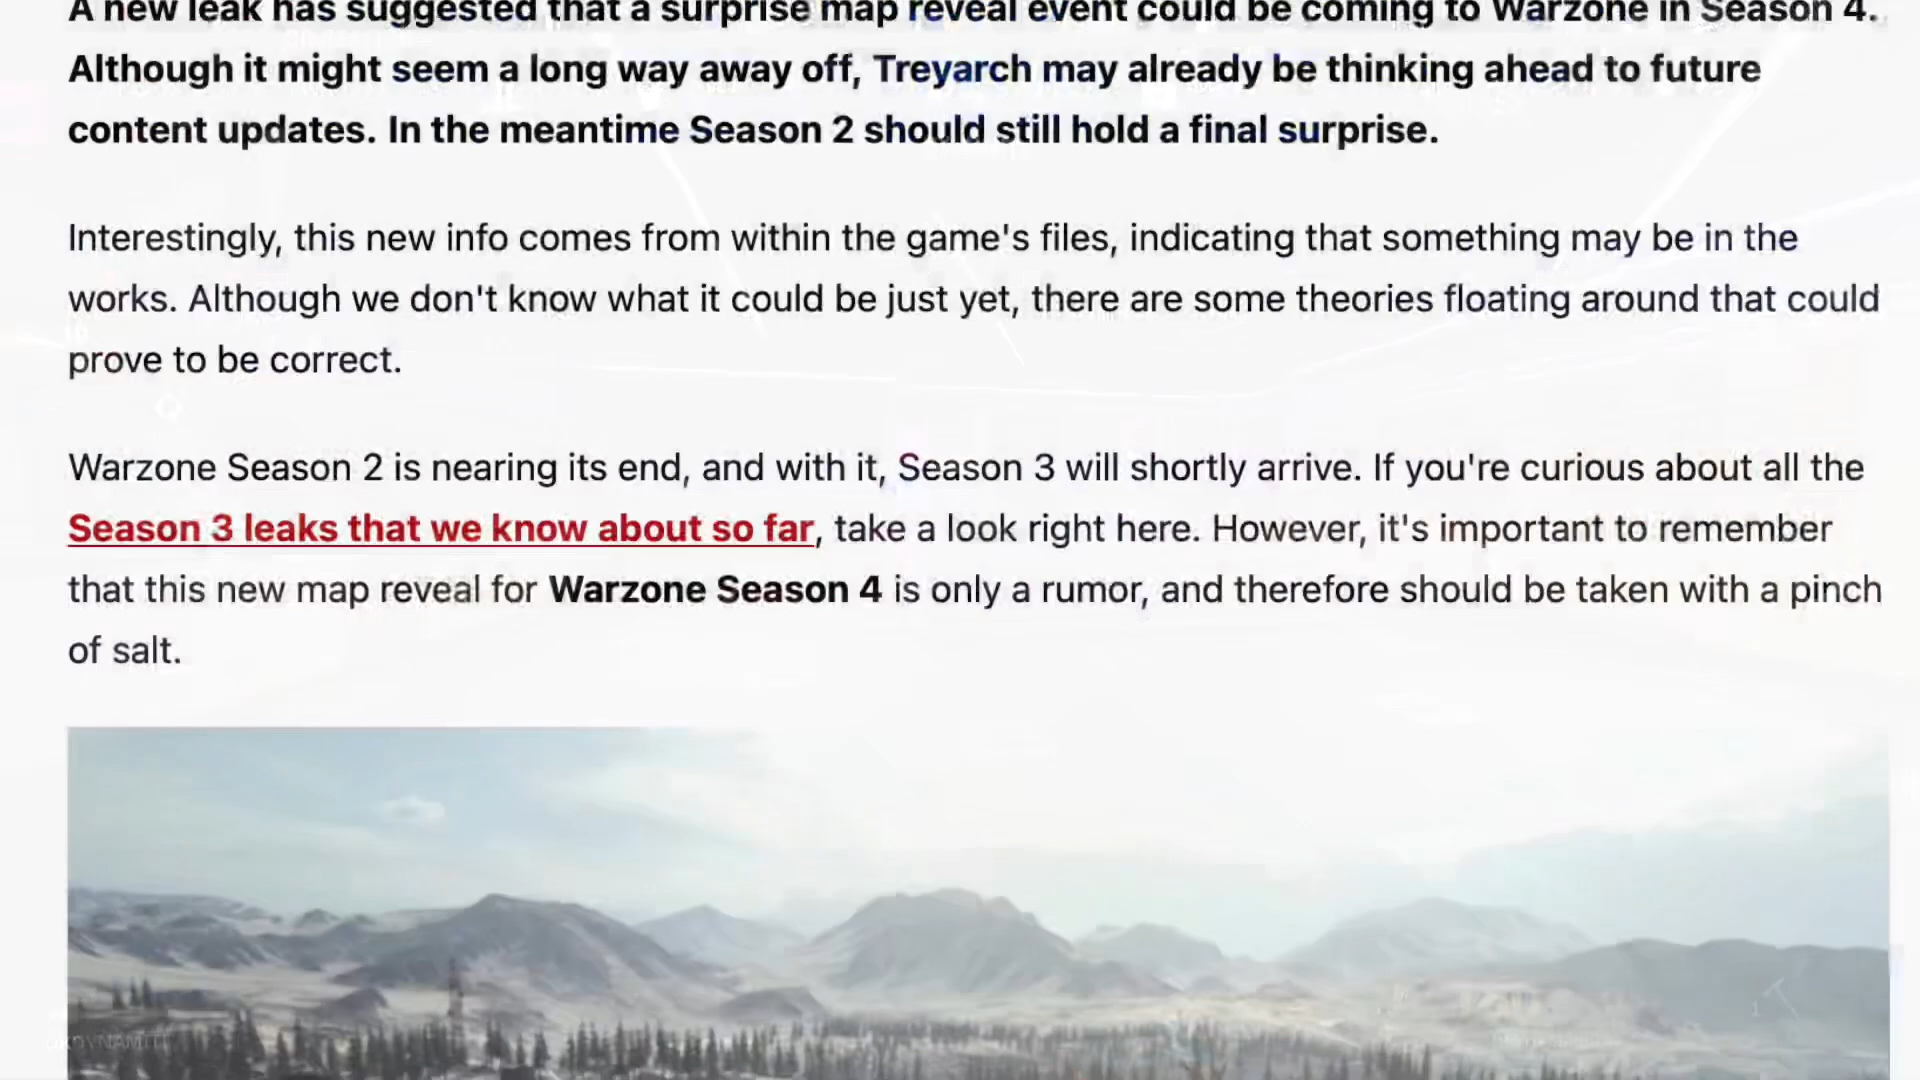 A new leak has suggested that a surprise map reveal event could be coming to Warzone in Season 4.
Although it might seem a long way away off, Treyarch may already be thinking ahead to future
content updates. In the meantime Season 2 should still hold a final surprise.
Interestingly, this new info comes from within the game's files, indicating that something may be in the
works. Although we don't know what it could be just yet, there are some theories floating around that could
prove to be correct.
Warzone Season 2 is nearing its end, and with it, Season 3 will shortly arrive. If you're curious about all the
Season 3 leaks that we know about so far, take a look right here. However, it's important to remember
that this new map reveal for Warzone Season 4 is only a rumor, and therefore should be taken with a pinch
of salt.